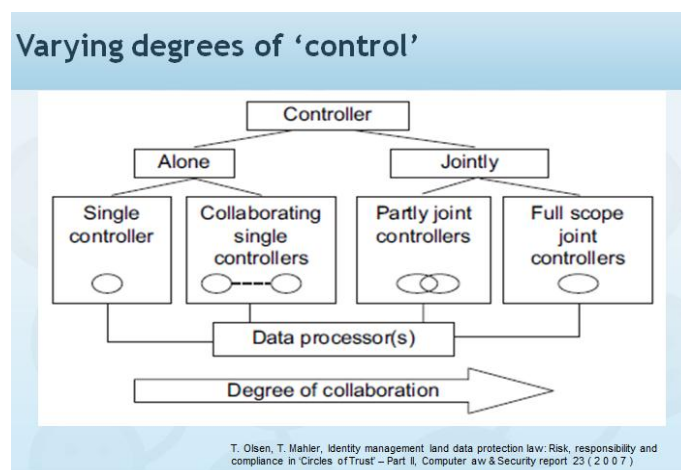 Varying degrees of ‘control’
Controller
Alone
Jointly
Single
controller
Collaborating
single
controllers
Partly joint
controllers
Full scope
joint
controllers
Data processor(s)
Degree of collaboration
T. Olsen, T. Mahler, Identity management land data protection law: Risk, responsibility and
compliance in ‘Circles of Trust’ – Part II, Computer aw & Security report 23 ( 2 0 0 7 )